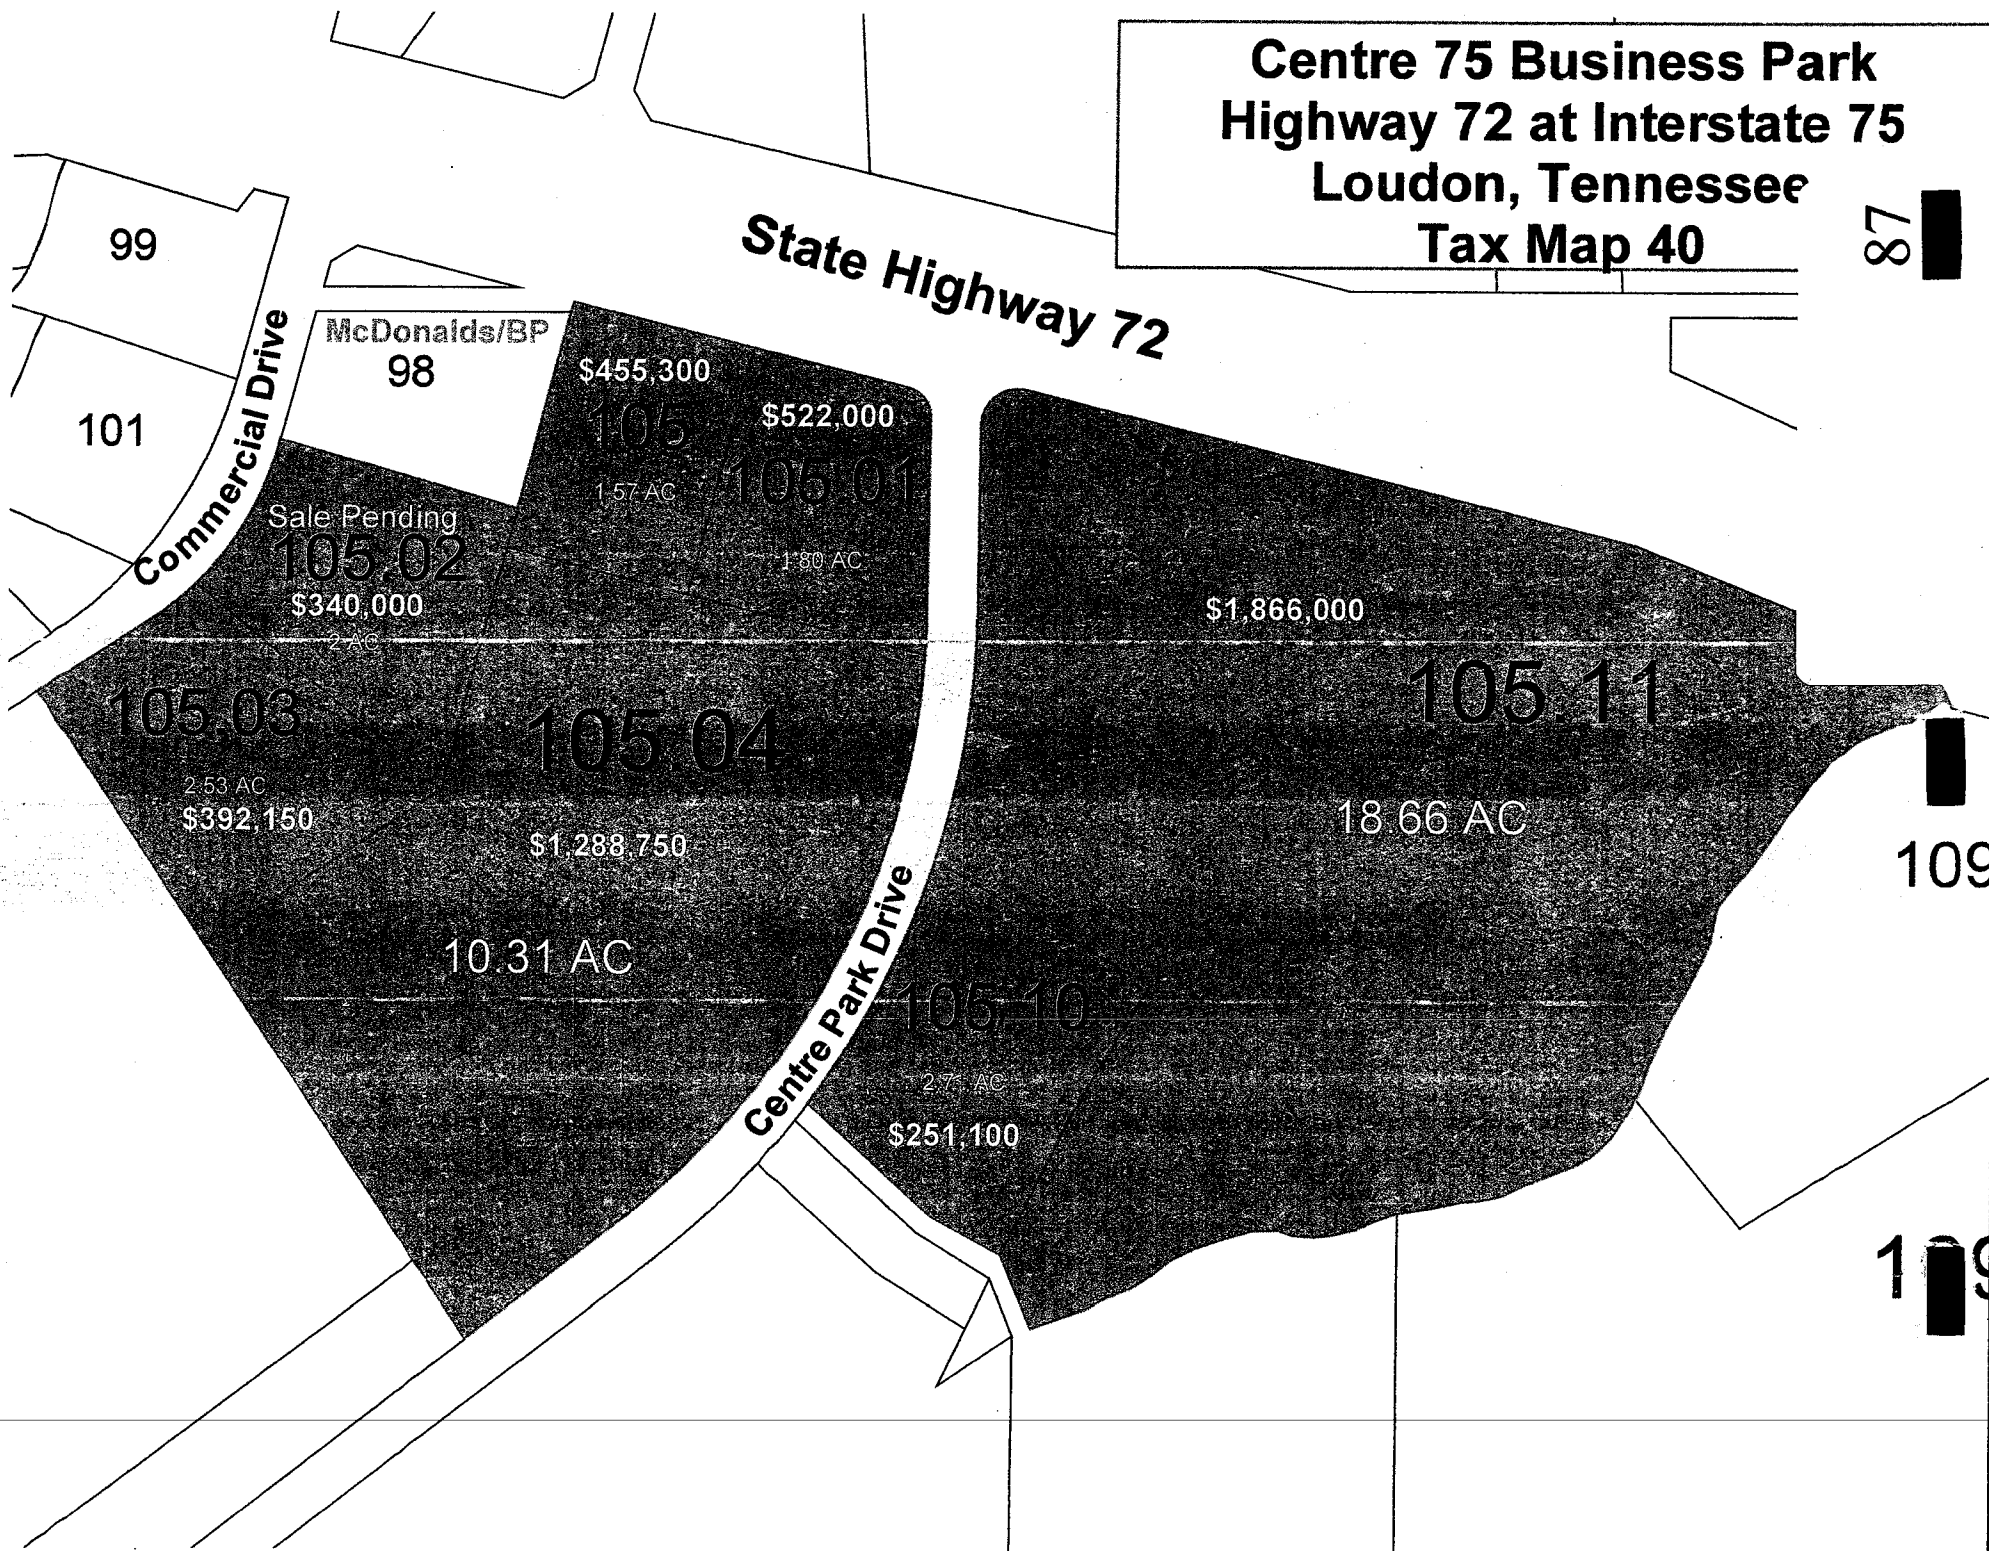 Centre 75 Business Park
Highway 72 at Interstate 75
Loudon, Tennessee
Tax Map 40
87
State Highway 72
99
McDonalds/BP
98
101
Commercial Drive
$455,300
105
1.57 AC
$522,000
105.01
1.80 AC
Sale Pending
105.02
$340,000
2 AC
105.03
2.53 AC
$392,150
105.04
$1,288,750
10.31 AC
Centre Park Drive
$1,866,000
105.11
18.66 AC
105.10
AC
$251,100
109